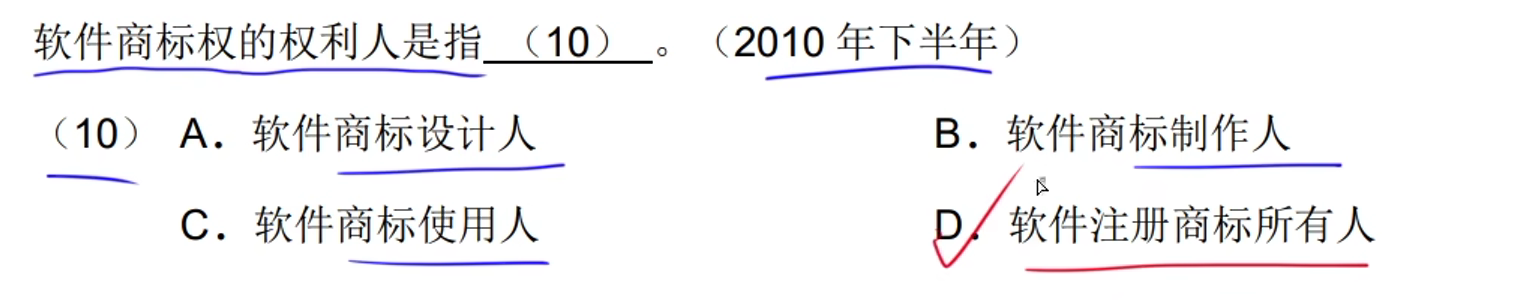 软件商标权的权利人是指 （10） 。（2010 年下半年）
（10） A．软件商标设计人 B．软件商标制作人
C．软件商标使用人 D．软件注册商标所有人